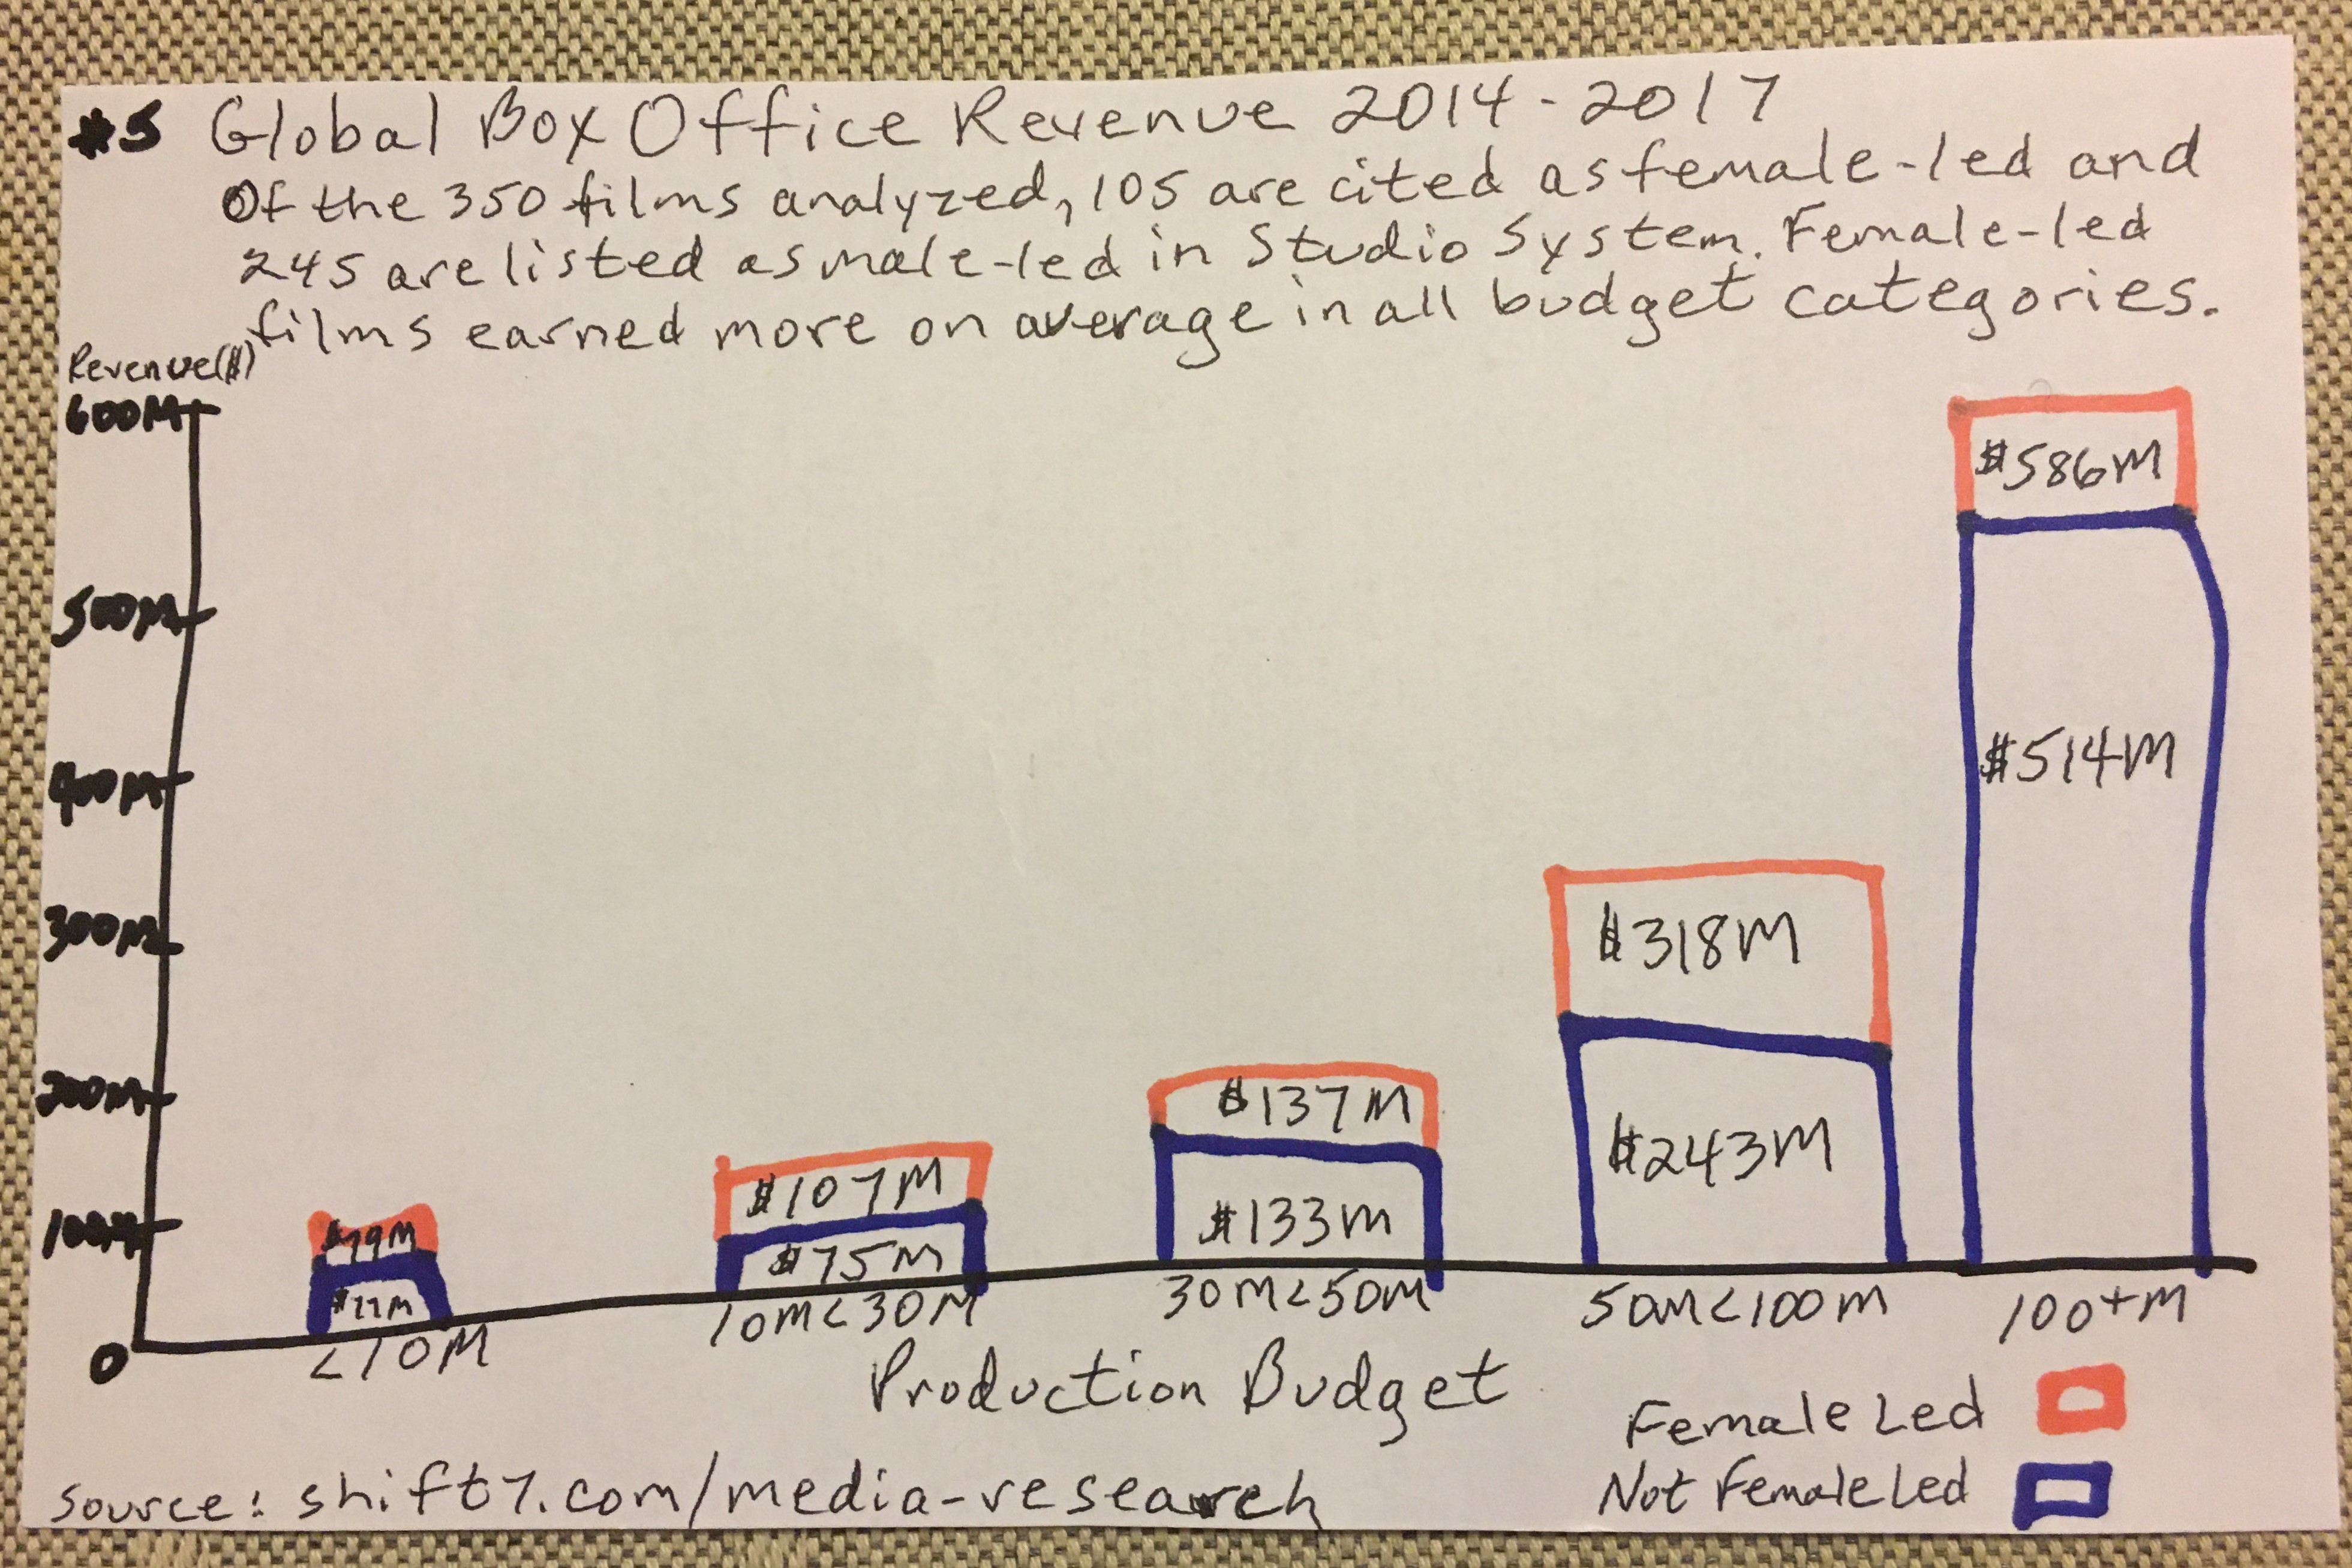 #5 Global Box Office Revenue 2014-2017
Of the 350 films analyzed, 105 are cited as female-led and
245 are listed as male-led in Studio System. Female-led
films earned more on average in all budget categories.
Revenue($)
600M
500M
400M
300M
200M
100M
0
$586M
$514M
$318M
$243M
$137M
$133M
$107M
$75M
<10M
10M<30M
30M<50M
50M<100M
100+M
Production Budget
Female Led
Not Female Led
Source: shift7.com/media-research